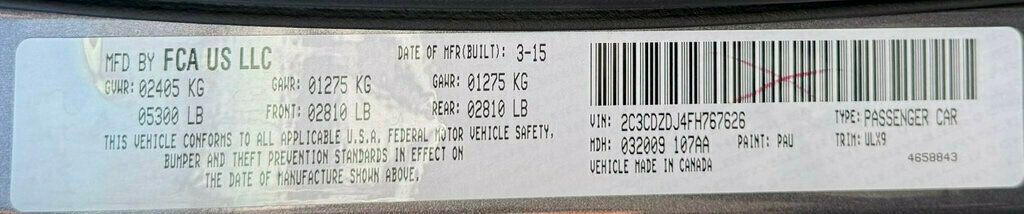 MFD BY FCA US LLC DATE OF MFR(BUILT): 3-15
GVWR: 02405 KG GAWR: 01275 KG GAWR: 01275 KG
05300 LB FRONT: 02810 LB REAR: 02810 LB
THIS VEHICLE CONFORMS TO ALL APPLICABLE U.S.A. FEDERAL MOTOR VEHICLE SAFETY,
BUMPER AND THEFT PREVENTION STANDARDS IN EFFECT ON
THE DATE OF MANUFACTURE SHOWN ABOVE.
VIN: 2C3CDZDJ4FH767626 TYPE: PASSENGER CAR
MDH: 032009 107AA PAINT: PAU TRIM: ULX9
VEHICLE MADE IN CANADA 4658843